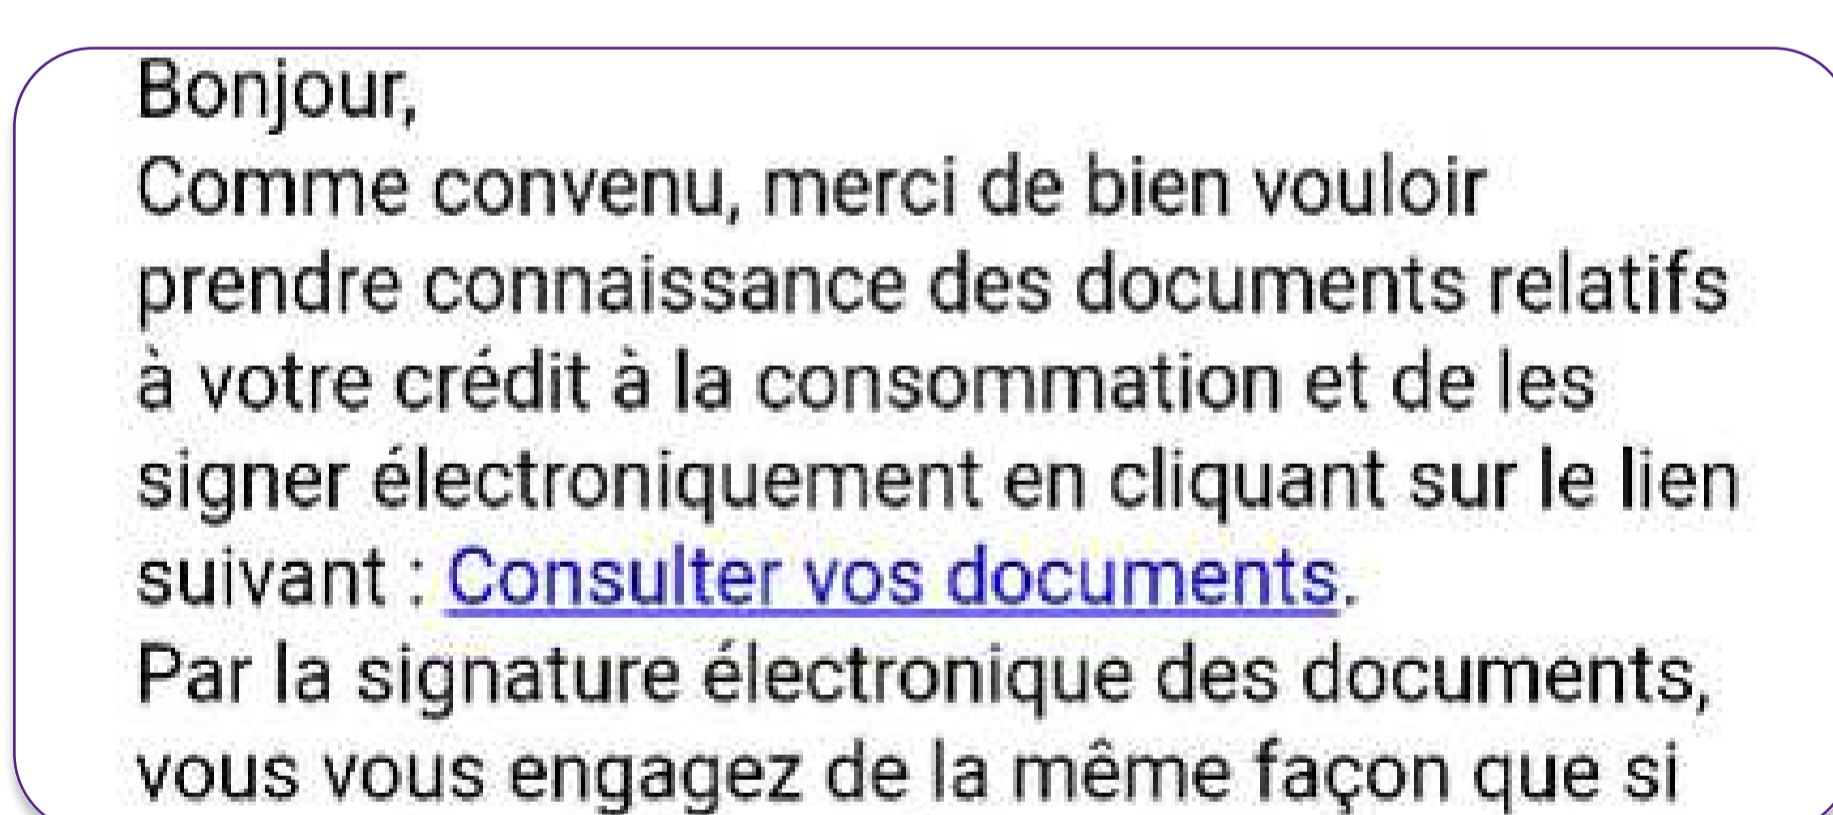 Bonjour,
Comme convenu, merci de bien vouloir
prendre connaissance des documents relatifs
à votre crédit à la consommation et de les
signer électroniquement en cliquant sur le lien
suivant : Consulter vos documents.
Par la signature électronique des documents,
vous vous engagez de la même façon que si